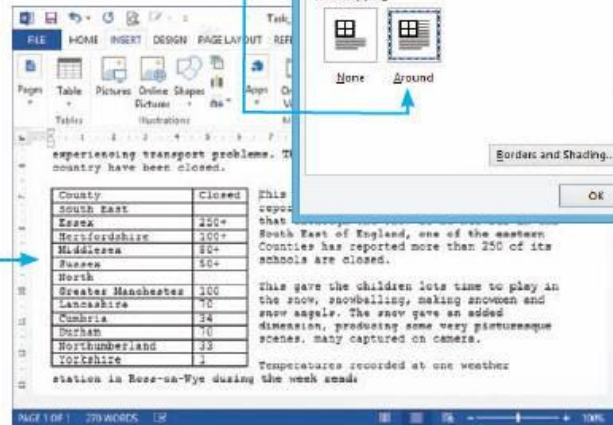 Task_
FILE HOME INSERT DESIGN PAGE LAYOUT REFE
Pages Table Pictures Online Pictures Shapes Apps
Tables Illustrations
None Around
Borders and Shading...
OK
experiencing transport problems.
country have been closed.
County Closed
South East
Essex 250+
Hertfordshire 100+
Middlesex 50+
Sussex 50+
North
Greater Manchester 100
Lancashire 70
Cumbria 34
Durham 70
Northumberland 33
Yorkshire 1
This
that
South East of England, one of the eastern
Counties has reported more than 250 of its
schools are closed.
This gave the children lots time to play in
the snow, snowballing, making snowmen and
snow angels. The snow gave an added
dimension, producing some very picturesque
scenes, many captured on camera.
Temperatures recorded at one weather
station in Ross-on-Wye during the week
PAGE 1 OF 1 270 WORDS 100%